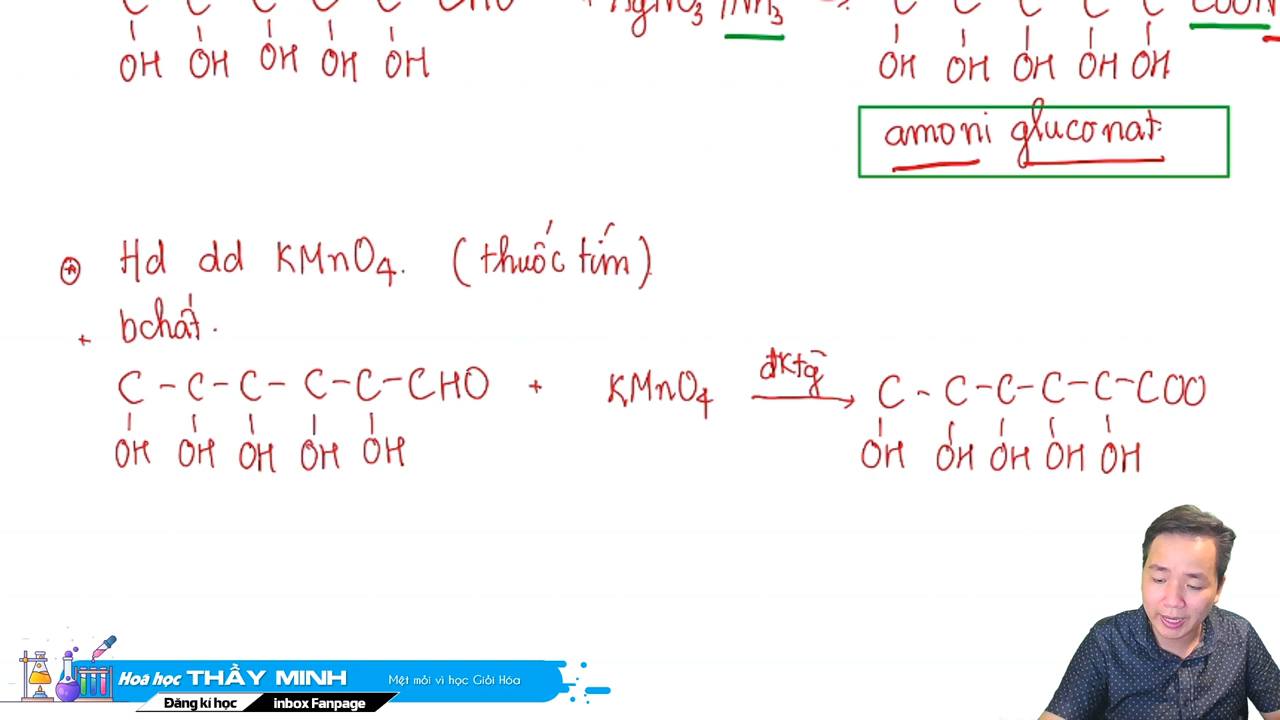 C C C C C CHO + AgNO3 /NH3 → C C C C C COON
OH OH OH OH OH OH OH OH OH OH
amoni gluconat.
* Hd dd KMnO4. (thuốc tím)
+ bchất.
C - C - C - C - C - CHO + KMnO4 đktg̃ → C - C - C - C - C - COO
OH OH OH OH OH OH OH OH OH OH
Hoá học THẦY MINH Mệt mỏi vì học Giỏi Hóa
Đăng kí học inbox Fanpage